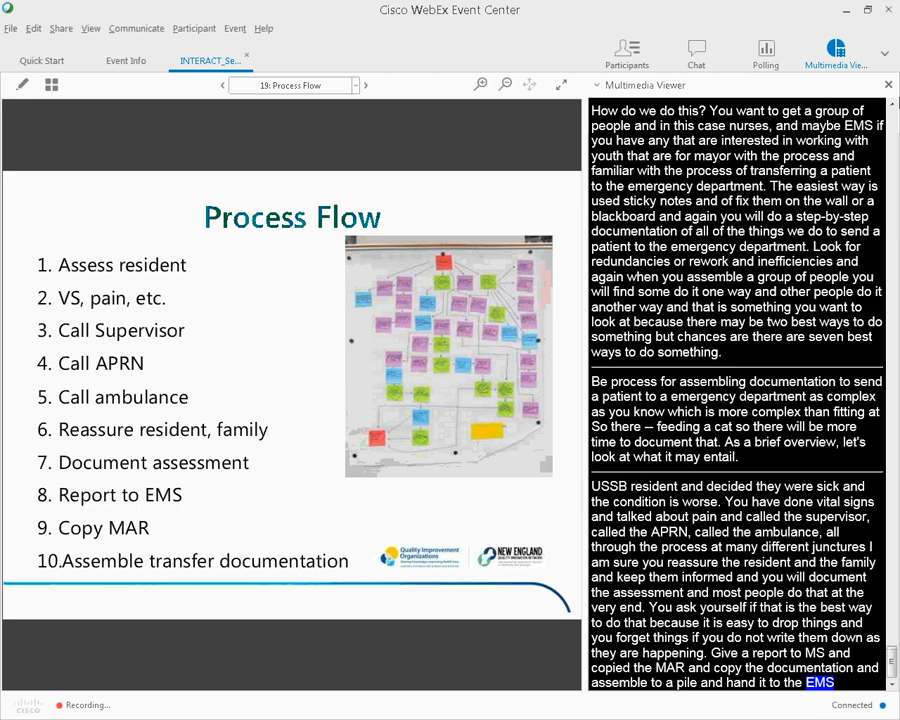 Cisco WebEx Event Center
File Edit Share View Communicate Participant Event Help
Quick Start Event Info INTERACT_Se...
Participants Chat Polling Multimedia Vie...
19: Process Flow
Multimedia Viewer
Process Flow
1. Assess resident
2. VS, pain, etc.
3. Call Supervisor
4. Call APRN
5. Call ambulance
6. Reassure resident, family
7. Document assessment
8. Report to EMS
9. Copy MAR
10.Assemble transfer documentation
Quality Improvement
Organizations
NEW ENGLAND
How do we do this? You want to get a group of
people and in this case nurses, and maybe EMS if
you have any that are interested in working with
youth that are for mayor with the process and
familiar with the process of transferring a patient
to the emergency department. The easiest way is
used sticky notes and of fix them on the wall or a
blackboard and again you will do a step-by-step
documentation of all of the things we do to send a
patient to the emergency department. Look for
redundancies or rework and inefficiencies and
again when you assemble a group of people you
will find some do it one way and other people do it
another way and that is something you want to
look at because there may be two best ways to do
something but chances are there are seven best
ways to do something.
Be process for assembling documentation to send
a patient to a emergency department as complex
as you know which is more complex than fitting at
So there -- feeding a cat so there will be more
time to document that. As a brief overview, let's
look at what it may entail.
USSB resident and decided they were sick and
the condition is worse. You have done vital signs
and talked about pain and called the supervisor,
called the APRN, called the ambulance, all
through the process at many different junctures I
am sure you reassure the resident and the family
and keep them informed and you will document
the assessment and most people do that at the
very end. You ask yourself if that is the best way
to do that because it is easy to drop things and
you forget things if you do not write them down as
they are happening. Give a report to MS and
copied the MAR and copy the documentation and
assemble to a pile and hand it to the EMS
cisco
Recording...
Connected